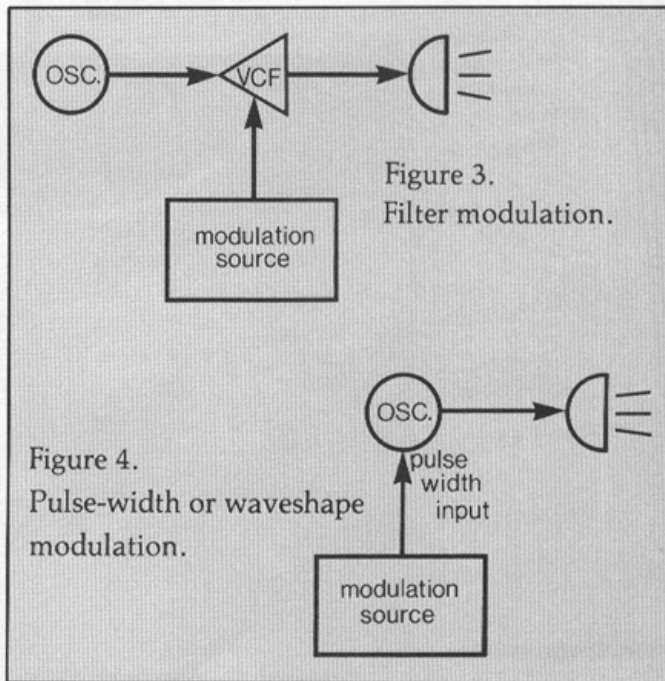 OSC.
VCF
Figure 3.
Filter modulation.
modulation
source
OSC.
pulse
width
input
Figure 4.
Pulse-width or waveshape
modulation.
modulation
source